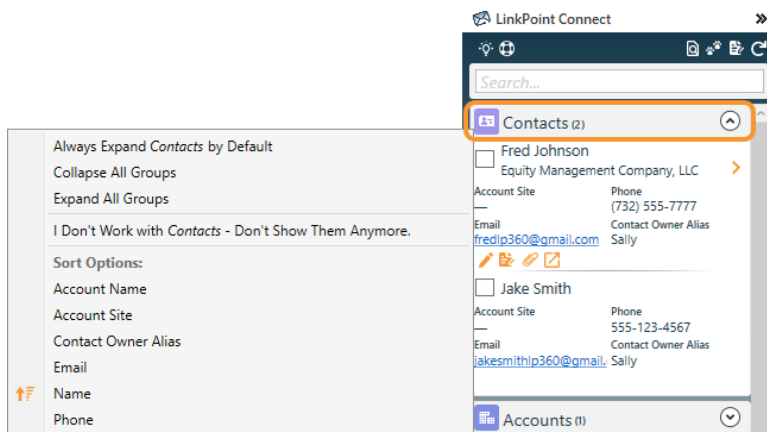 LinkPoint Connect
Search...
Contacts (2)
Fred Johnson
Equity Management Company, LLC
Account Site
Phone
—
(732) 555-7777
Email
Contact Owner Alias
fredlp360@gmail.com
Sally
Jake Smith
Account Site
Phone
—
555-123-4567
Email
Contact Owner Alias
jakesmithlp360@gmail.
Sally
Accounts (1)
Always Expand Contacts by Default
Collapse All Groups
Expand All Groups
I Don't Work with Contacts - Don't Show Them Anymore.
Sort Options:
Account Name
Account Site
Contact Owner Alias
Email
Name
Phone